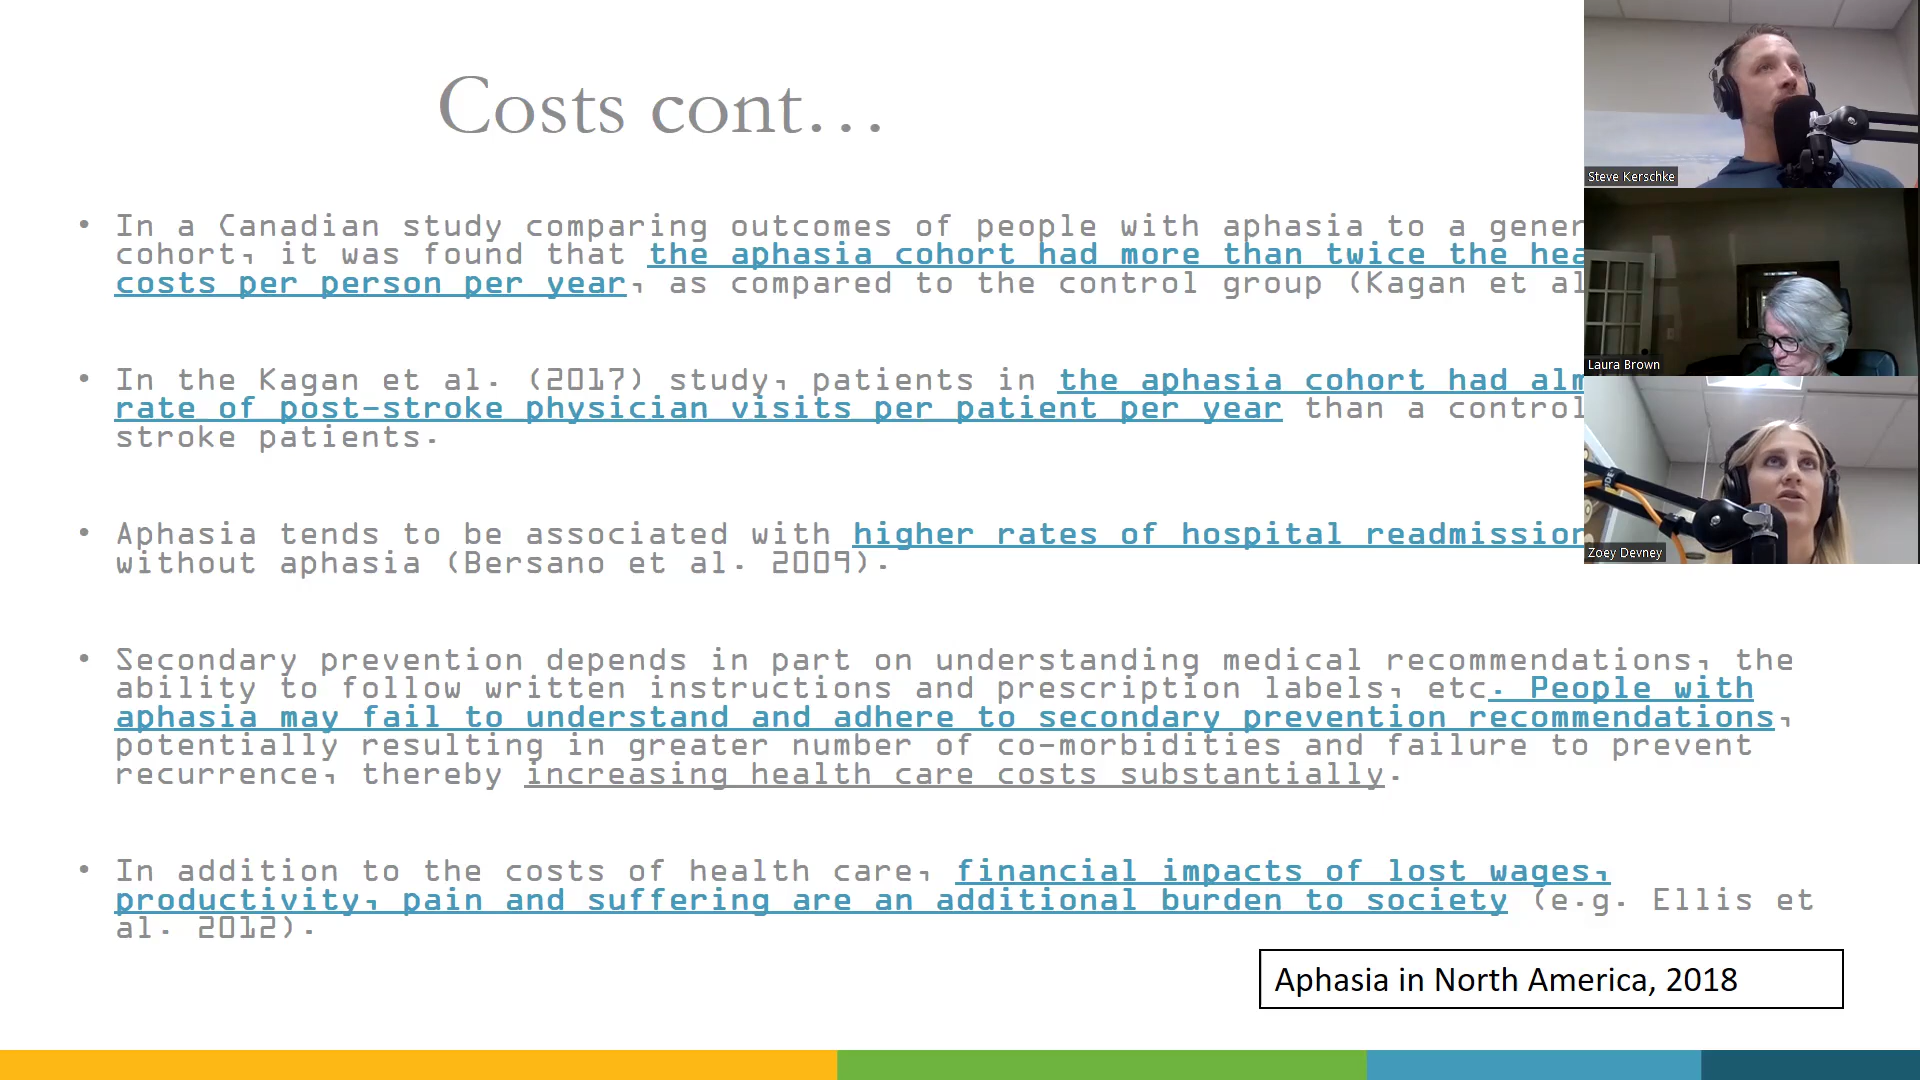 Costs cont…
• In a Canadian study comparing outcomes of people with aphasia to a gener
cohort, it was found that the aphasia cohort had more than twice the hea
costs per person per year, as compared to the control group (Kagan et al
• In the Kagan et al. (2017) study, patients in the aphasia cohort had alm
rate of post-stroke physician visits per patient per year than a control
stroke patients.
• Aphasia tends to be associated with higher rates of hospital readmission
without aphasia (Bersano et al. 2009).
• Secondary prevention depends in part on understanding medical recommendations, the
ability to follow written instructions and prescription labels, etc. People with
aphasia may fail to understand and adhere to secondary prevention recommendations,
potentially resulting in greater number of co-morbidities and failure to prevent
recurrence, thereby increasing health care costs substantially.
• In addition to the costs of health care, financial impacts of lost wages,
productivity, pain and suffering are an additional burden to society (e.g. Ellis et
al. 2012).
Aphasia in North America, 2018
Steve Kerschke
Laura Brown
Zoey Devney